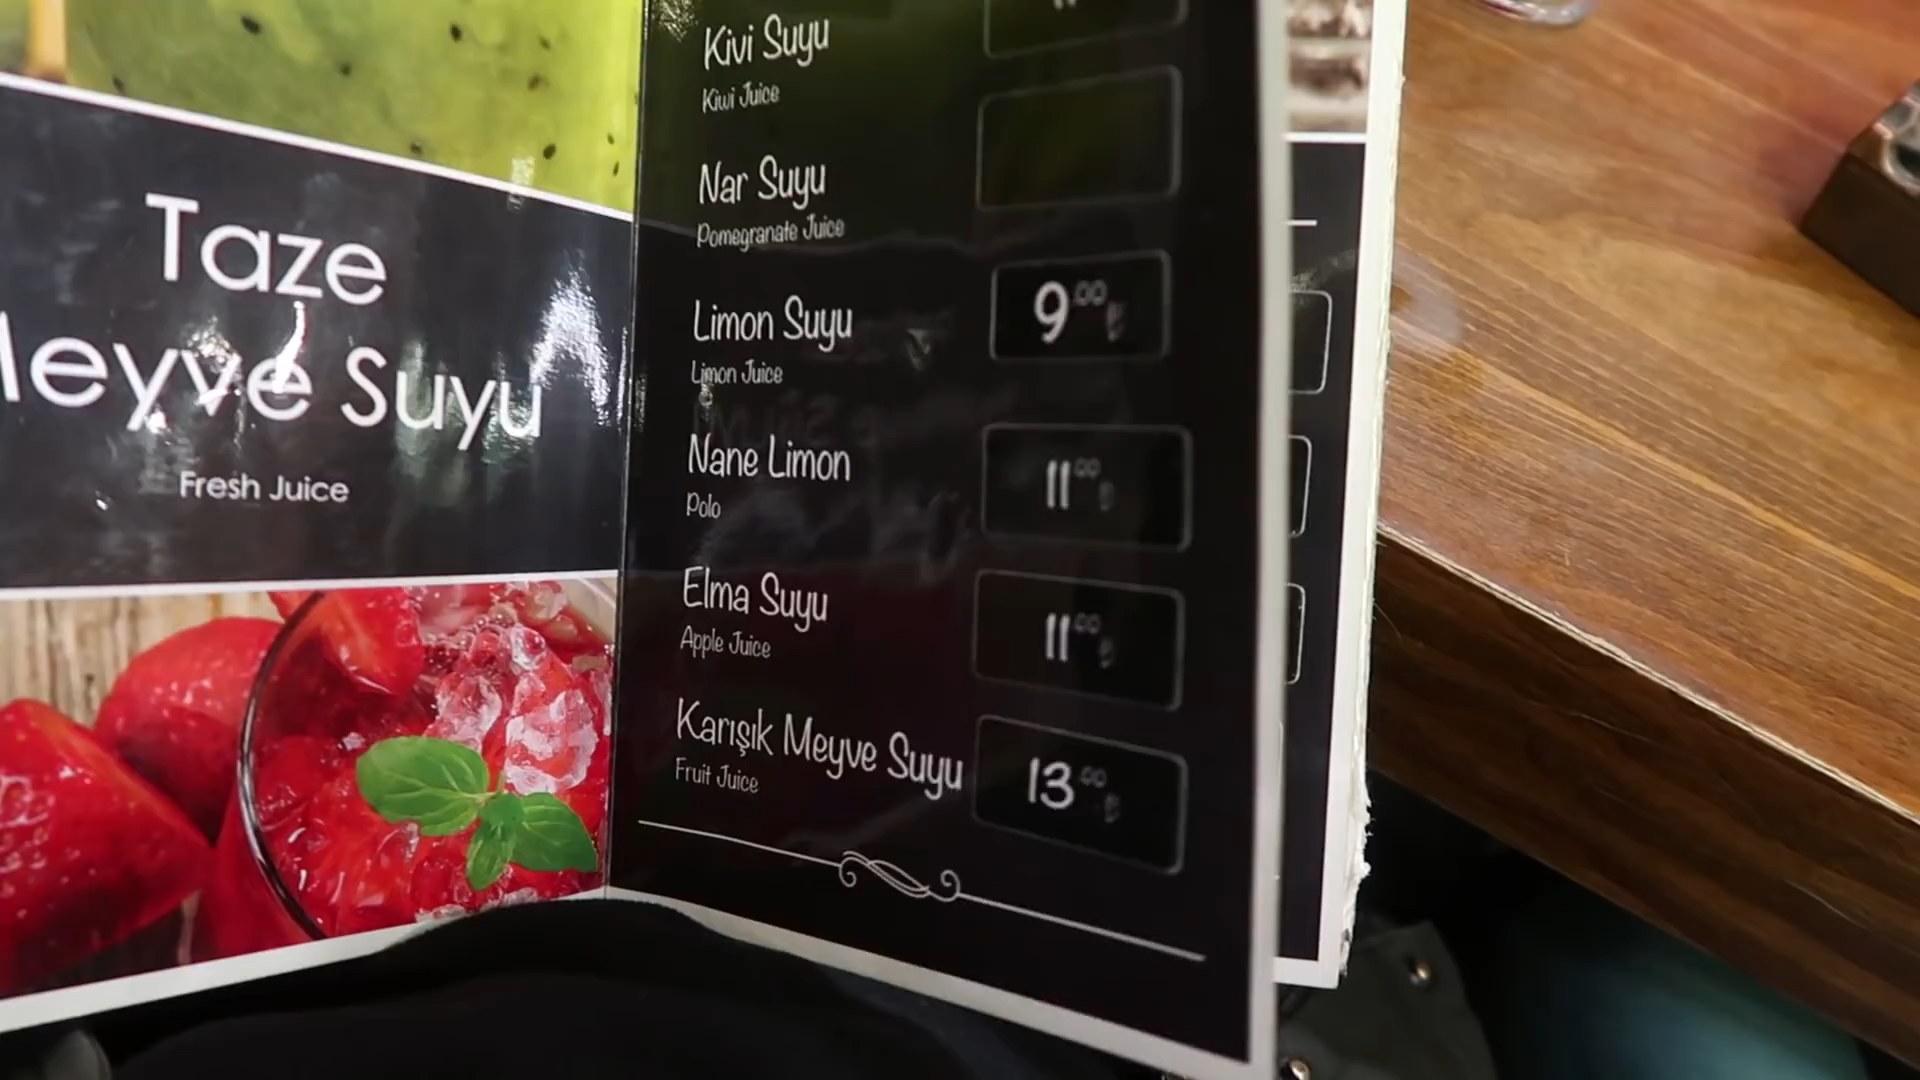 Taze
Meyve Suyu
Fresh Juice
Kivi Suyu
Kiwi Juice
Nar Suyu
Pomegranate Juice
Limon Suyu
Limon Juice
9.00 ₺
Nane Limon
Polo
11.00 ₺
Elma Suyu
Apple Juice
11.00 ₺
Karışık Meyve Suyu
Fruit Juice
13.00 ₺